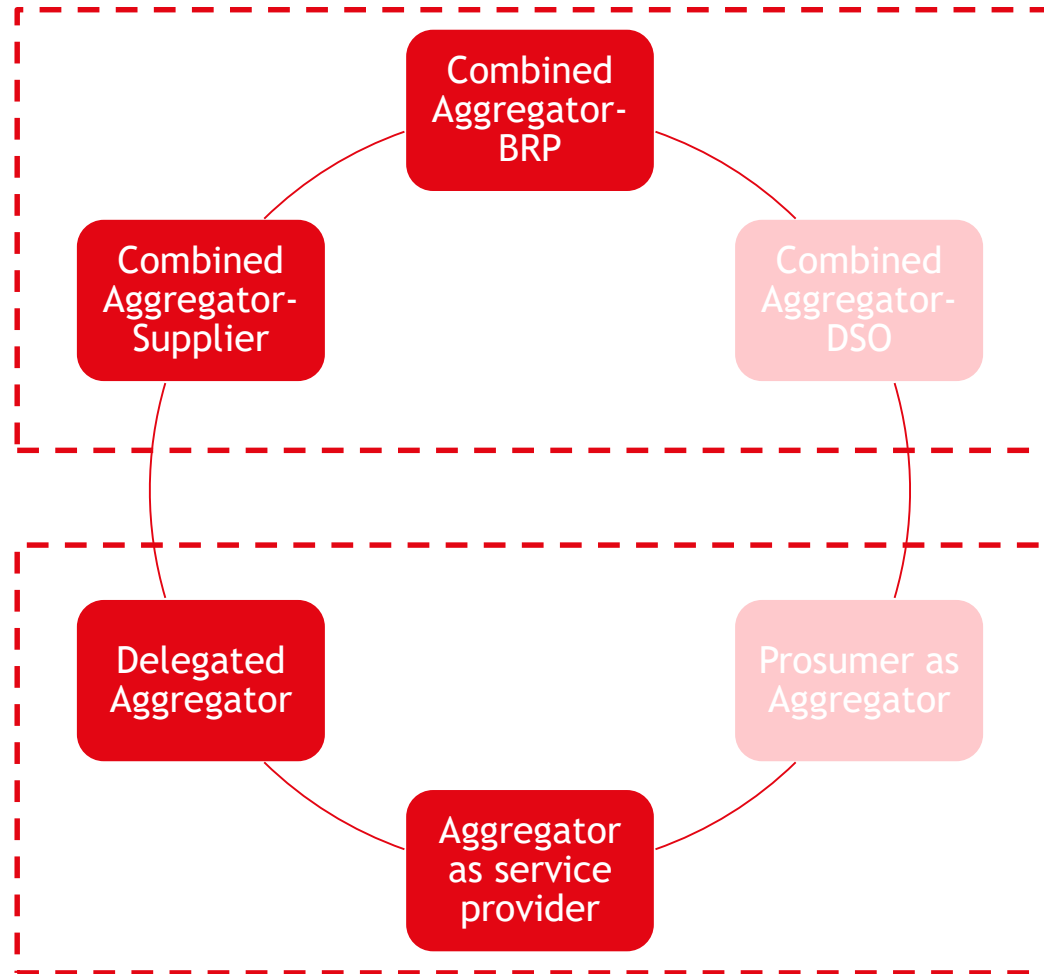 Combined
Aggregator-
BRP
Combined
Aggregator-
Supplier
Combined
Aggregator-
DSO
Delegated
Aggregator
Prosumer as
Aggregator
Aggregator
as service
provider